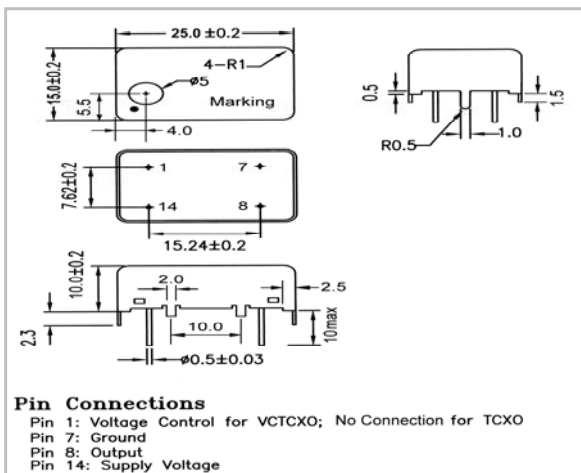 25.0±0.2
4-R1
15.0±0.2
5.5
ø5
Marking
4.0
0.5
1.5
R0.5
1.0
7.62±0.2
1
7
14
8
15.24±0.2
10.0±0.2
2.0
2.5
2.3
10.0
10max
ø0.5±0.03
Pin Connections
Pin 1: Voltage Control for VCTCXO; No Connection for TCXO
Pin 7: Ground
Pin 8: Output
Pin 14: Supply Voltage